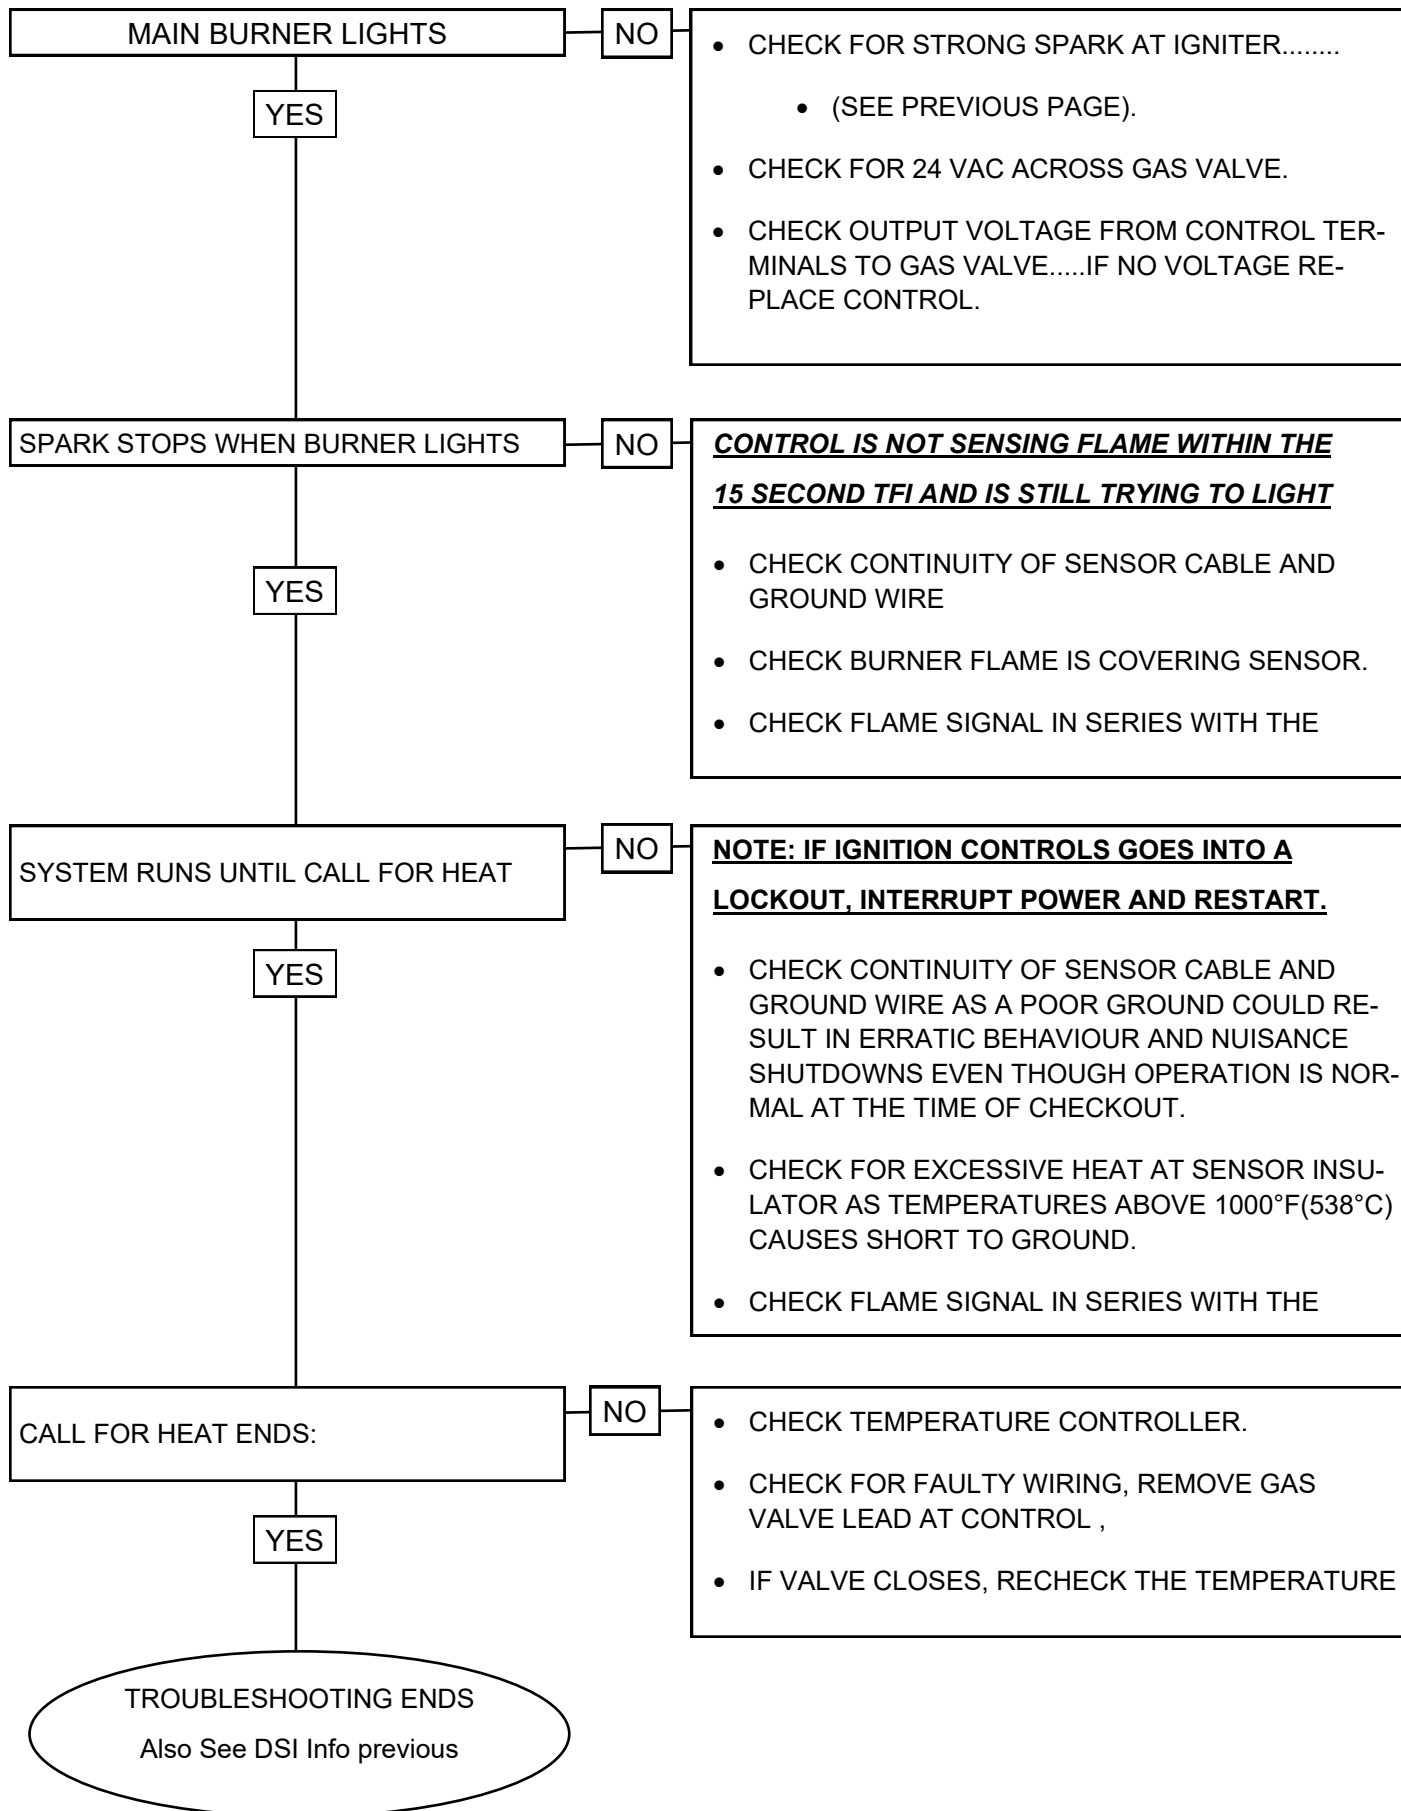 MAIN BURNER LIGHTS
NO
• CHECK FOR STRONG SPARK AT IGNITER........
• (SEE PREVIOUS PAGE).
• CHECK FOR 24 VAC ACROSS GAS VALVE.
• CHECK OUTPUT VOLTAGE FROM CONTROL TER-
MINALS TO GAS VALVE.....IF NO VOLTAGE RE-
PLACE CONTROL.
YES
SPARK STOPS WHEN BURNER LIGHTS
NO
CONTROL IS NOT SENSING FLAME WITHIN THE
15 SECOND TFI AND IS STILL TRYING TO LIGHT
• CHECK CONTINUITY OF SENSOR CABLE AND
GROUND WIRE
• CHECK BURNER FLAME IS COVERING SENSOR.
• CHECK FLAME SIGNAL IN SERIES WITH THE
YES
SYSTEM RUNS UNTIL CALL FOR HEAT
NO
NOTE: IF IGNITION CONTROLS GOES INTO A
LOCKOUT, INTERRUPT POWER AND RESTART.
• CHECK CONTINUITY OF SENSOR CABLE AND
GROUND WIRE AS A POOR GROUND COULD RE-
SULT IN ERRATIC BEHAVIOUR AND NUISANCE
SHUTDOWNS EVEN THOUGH OPERATION IS NOR-
MAL AT THE TIME OF CHECKOUT.
• CHECK FOR EXCESSIVE HEAT AT SENSOR INSU-
LATOR AS TEMPERATURES ABOVE 1000°F(538°C)
CAUSES SHORT TO GROUND.
• CHECK FLAME SIGNAL IN SERIES WITH THE
YES
CALL FOR HEAT ENDS:
NO
• CHECK TEMPERATURE CONTROLLER.
• CHECK FOR FAULTY WIRING, REMOVE GAS
VALVE LEAD AT CONTROL ,
• IF VALVE CLOSES, RECHECK THE TEMPERATURE
YES
TROUBLESHOOTING ENDS
Also See DSI Info previous